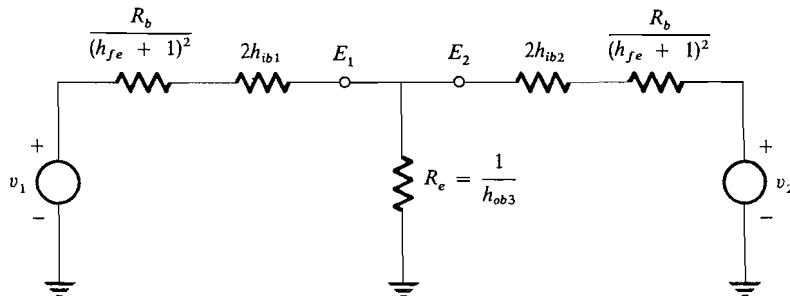 R_b / (h_fe + 1)^2
2h_ib1
E_1
E_2
2h_ib2
R_b / (h_fe + 1)^2
+
v_1
−
R_e = 1 / h_ob3
+
v_2
−